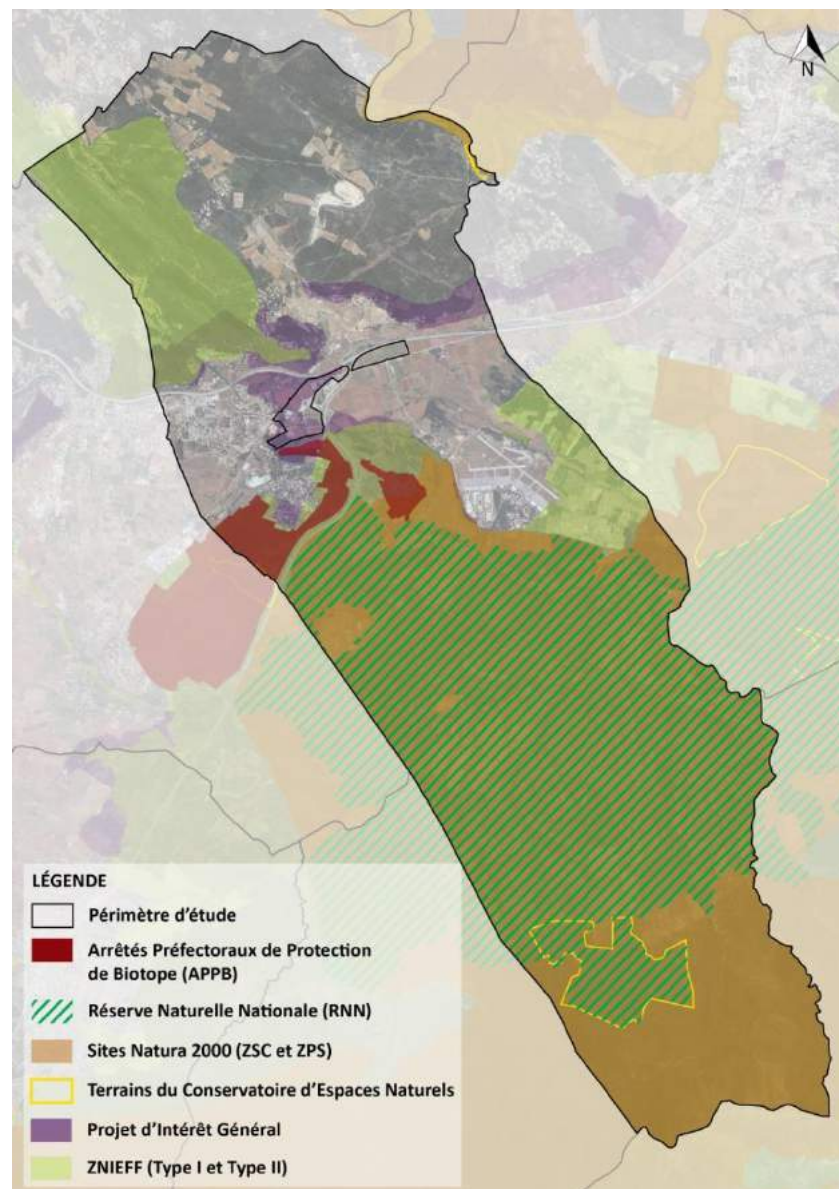 N
LÉGENDE
Périmètre d'étude
Arrêtés Préfectoraux de Protection
de Biotope (APPB)
Réserve Naturelle Nationale (RNN)
Sites Natura 2000 (ZSC et ZPS)
Terrains du Conservatoire d'Espaces Naturels
Projet d'Intérêt Général
ZNIEFF (Type I et Type II)